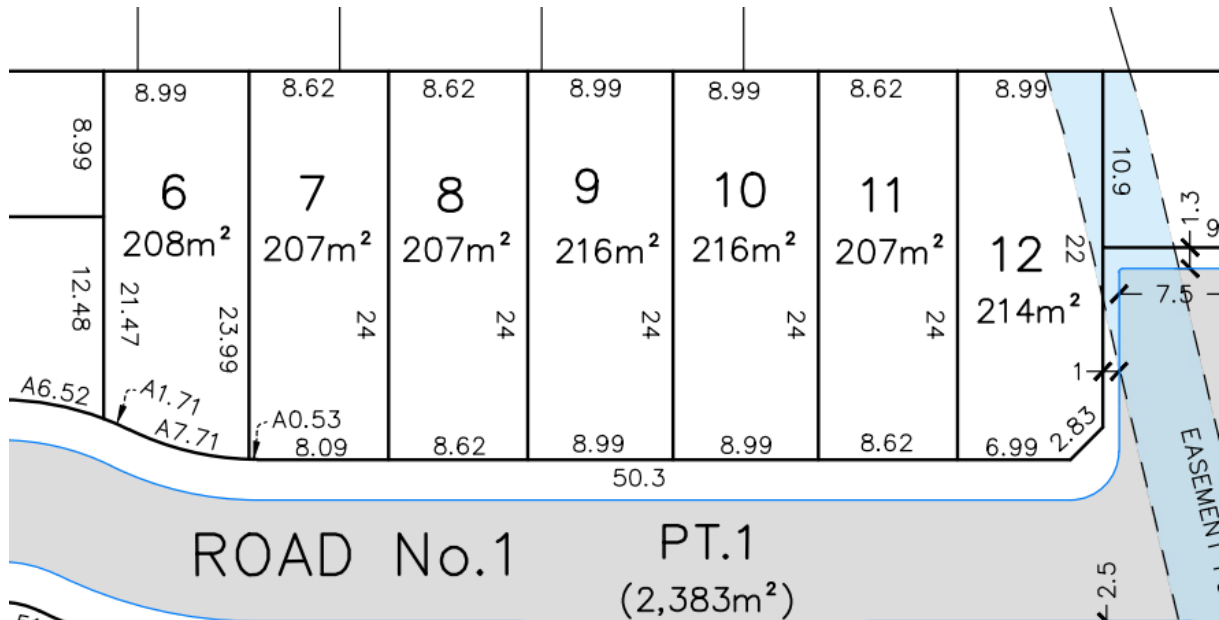 8.99
8.62
8.62
8.99
8.99
8.62
8.99
8.99
10.9
1.3
9
6
7
8
9
10
11
12
208m²
207m²
207m²
216m²
216m²
207m²
214m²
22
12.48
21.47
23.99
24
24
24
24
24
7.5
1
A6.52
A1.71
A7.71
A0.53
8.09
8.62
8.99
8.99
8.62
6.99
2.83
50.3
EASEMENT
ROAD No.1
PT.1
(2,383m²)
2.5